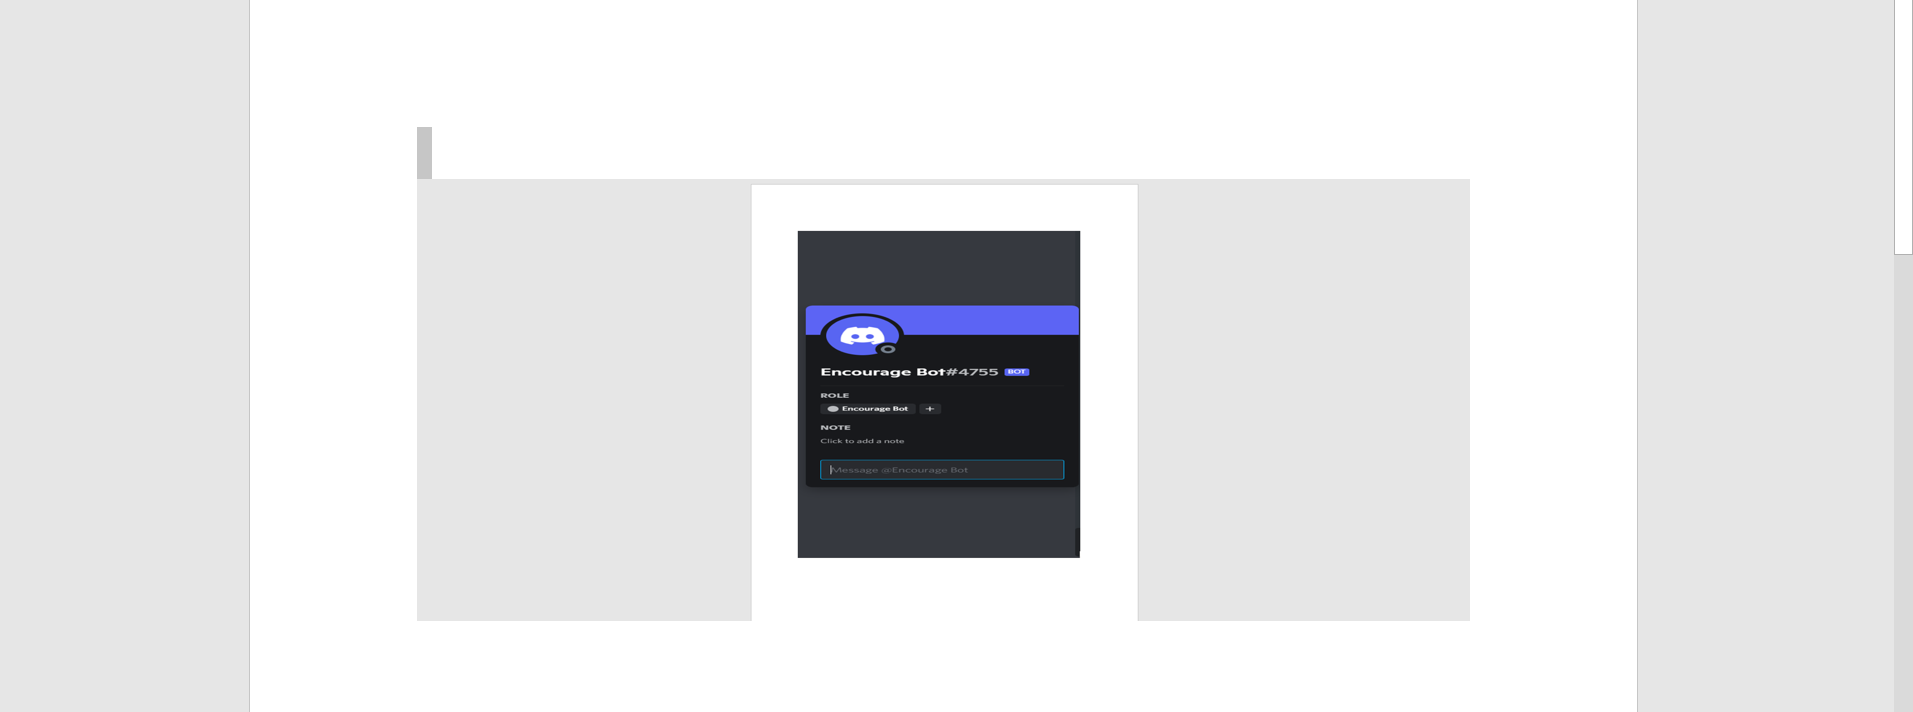 Encourage Bot#4755 BOT
ROLE
Encourage Bot +
NOTE
Click to add a note
Message @Encourage Bot